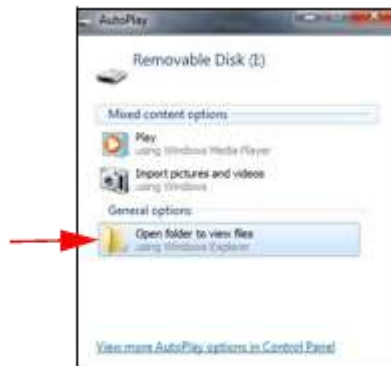 AutoPlay
Removable Disk (I:)
Mixed content options
Play
using Windows Media Player
Import pictures and videos
using Windows
General options
Open folder to view files
using Windows Explorer
View more AutoPlay options in Control Panel